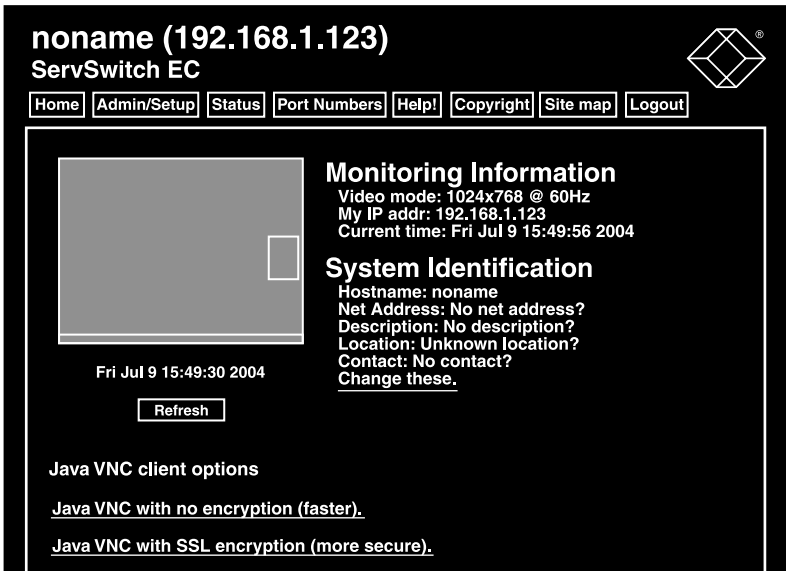 noname (192.168.1.123)
®
ServSwitch EC
Home Admin/Setup Status Port Numbers Help! Copyright Site map Logout
Monitoring Information
Video mode: 1024x768 @ 60Hz
My IP addr: 192.168.1.123
Current time: Fri Jul 9 15:49:56 2004
System Identification
Hostname: noname
Net Address: No net address?
Description: No description?
Location: Unknown location?
Contact: No contact?
Change these.
Fri Jul 9 15:49:30 2004
Refresh
Java VNC client options
Java VNC with no encryption (faster).
Java VNC with SSL encryption (more secure).